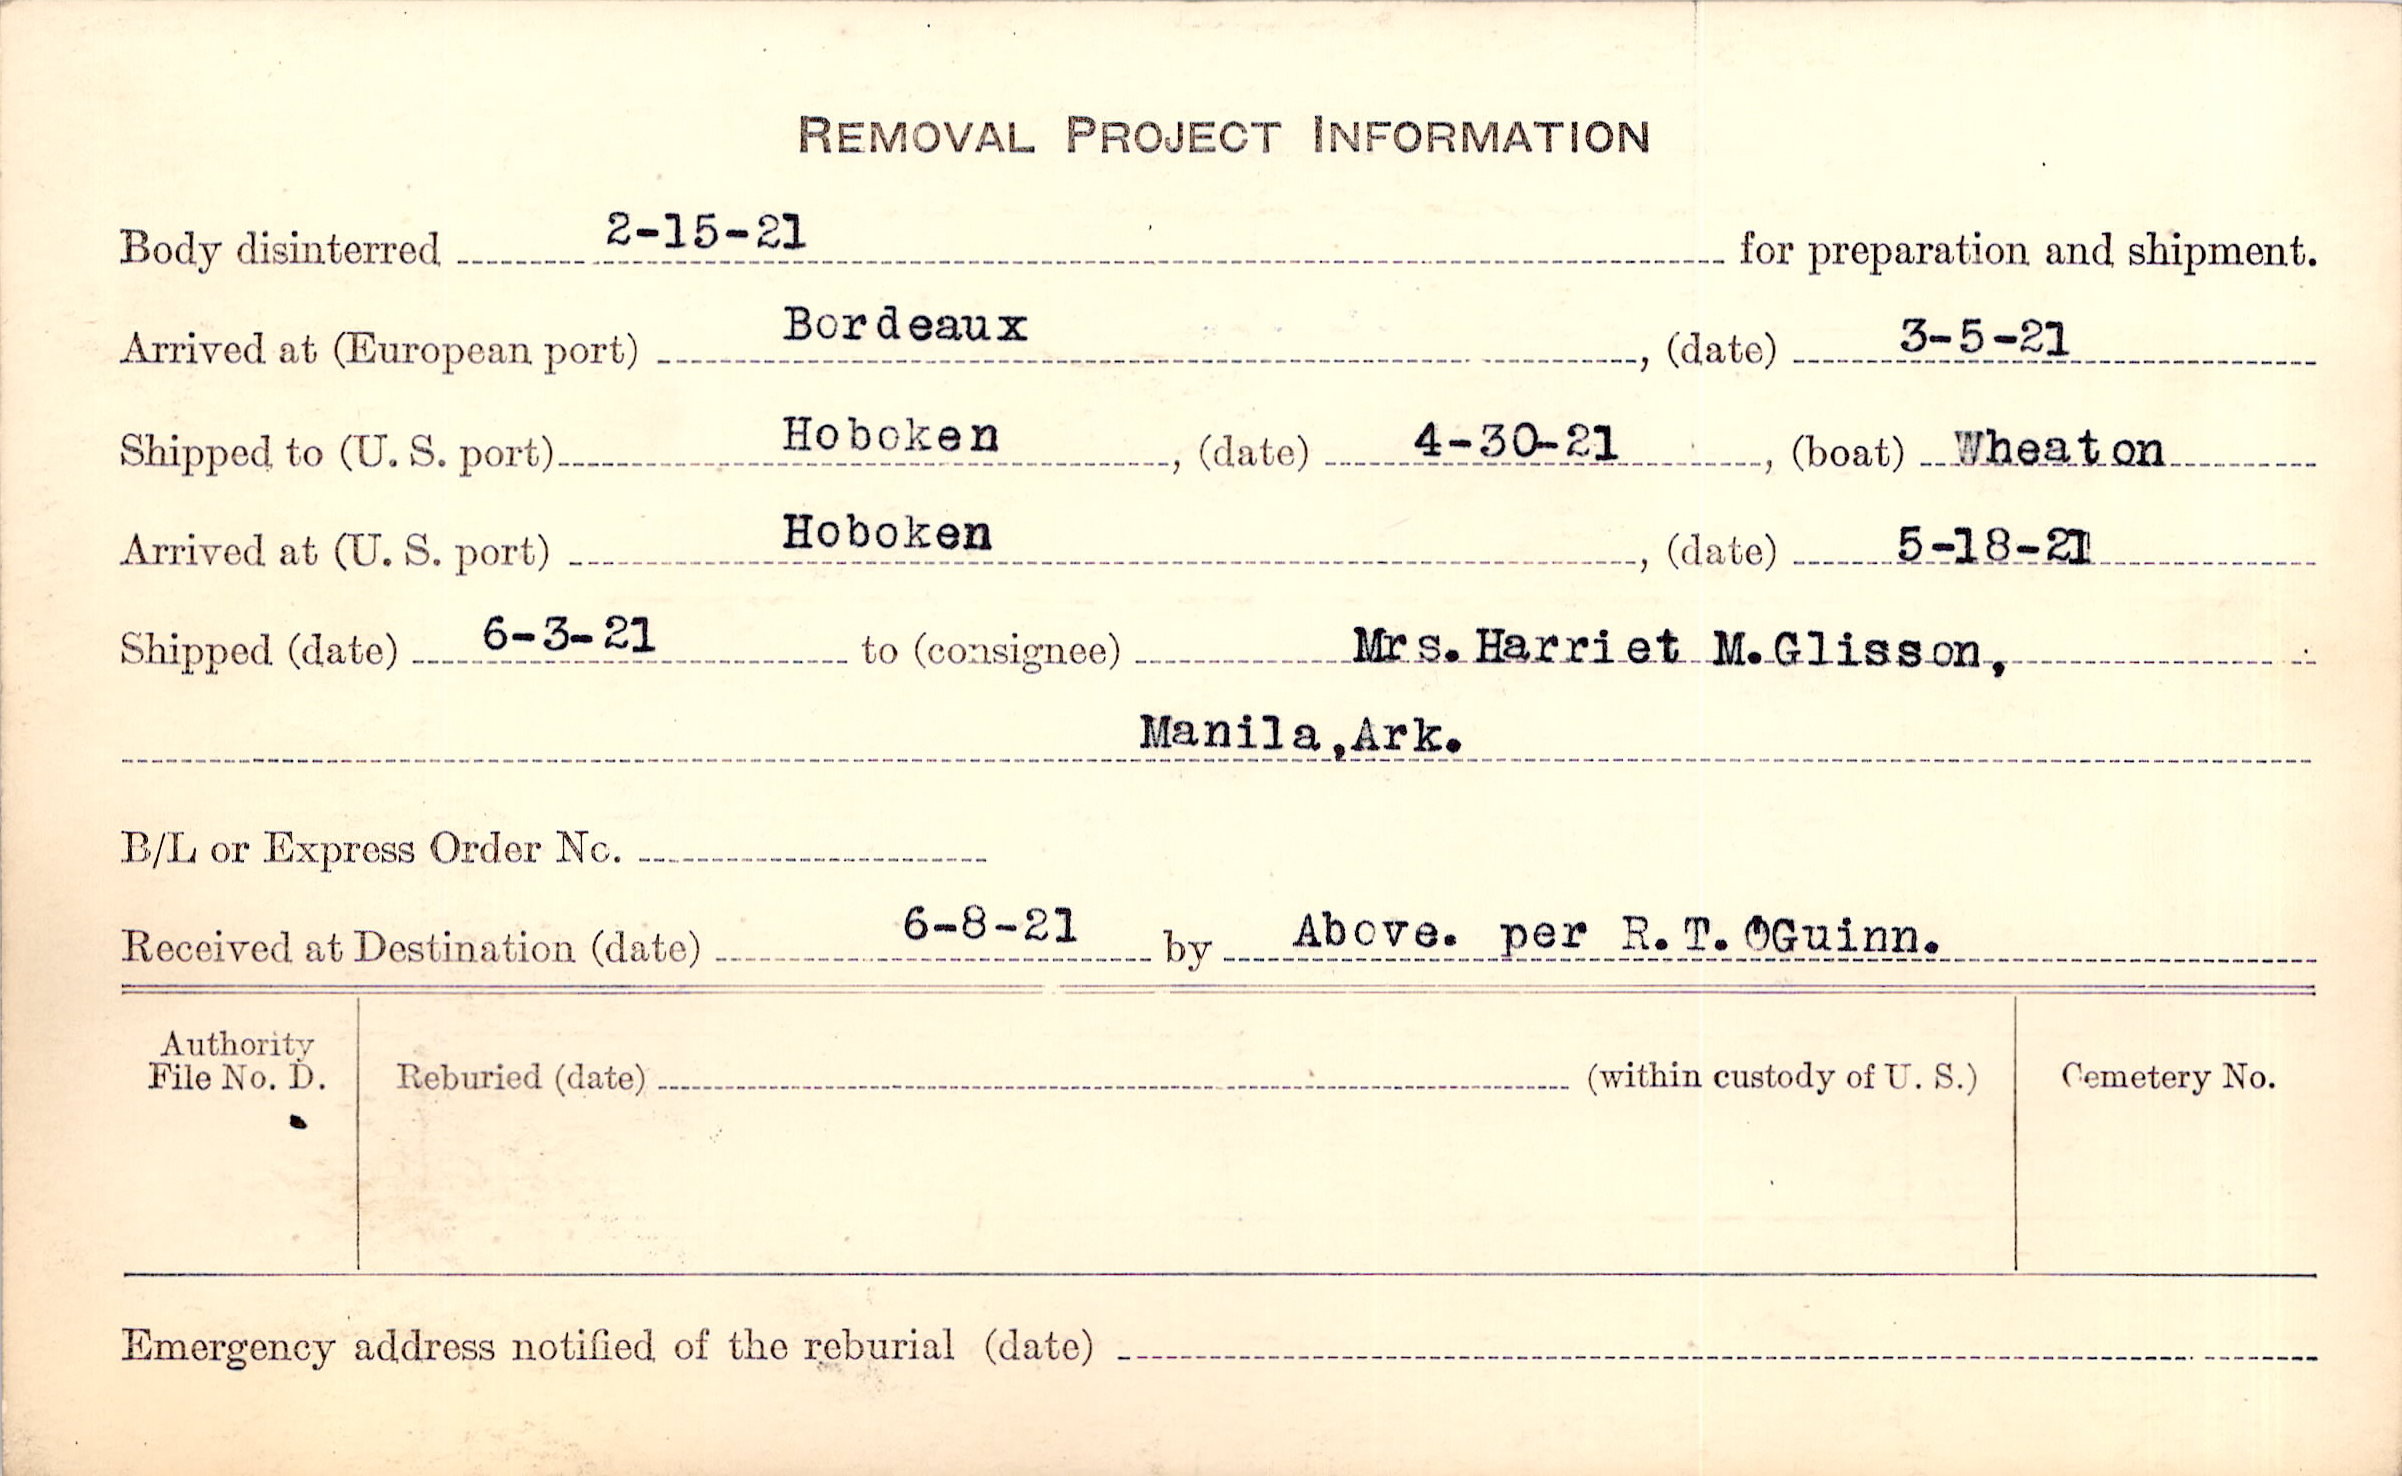 REMOVAL PROJECT INFORMATION
Body disinterred 2-15-21 for preparation and shipment.
Arrived at (European port) Bordeaux, (date) 3-5-21
Shipped to (U. S. port) Hoboken, (date) 4-30-21, (boat) Wheaton
Arrived at (U. S. port) Hoboken, (date) 5-18-21
Shipped (date) 6-3-21 to (consignee) Mrs. Harriet M. Glisson,
Manila, Ark.
B/L or Express Order No.
Received at Destination (date) 6-8-21 by Above. per R. T. O'Guinn.
Authority
File No. D.
Reburied (date) (within custody of U. S.)
Cemetery No.
Emergency address notified of the reburial (date)